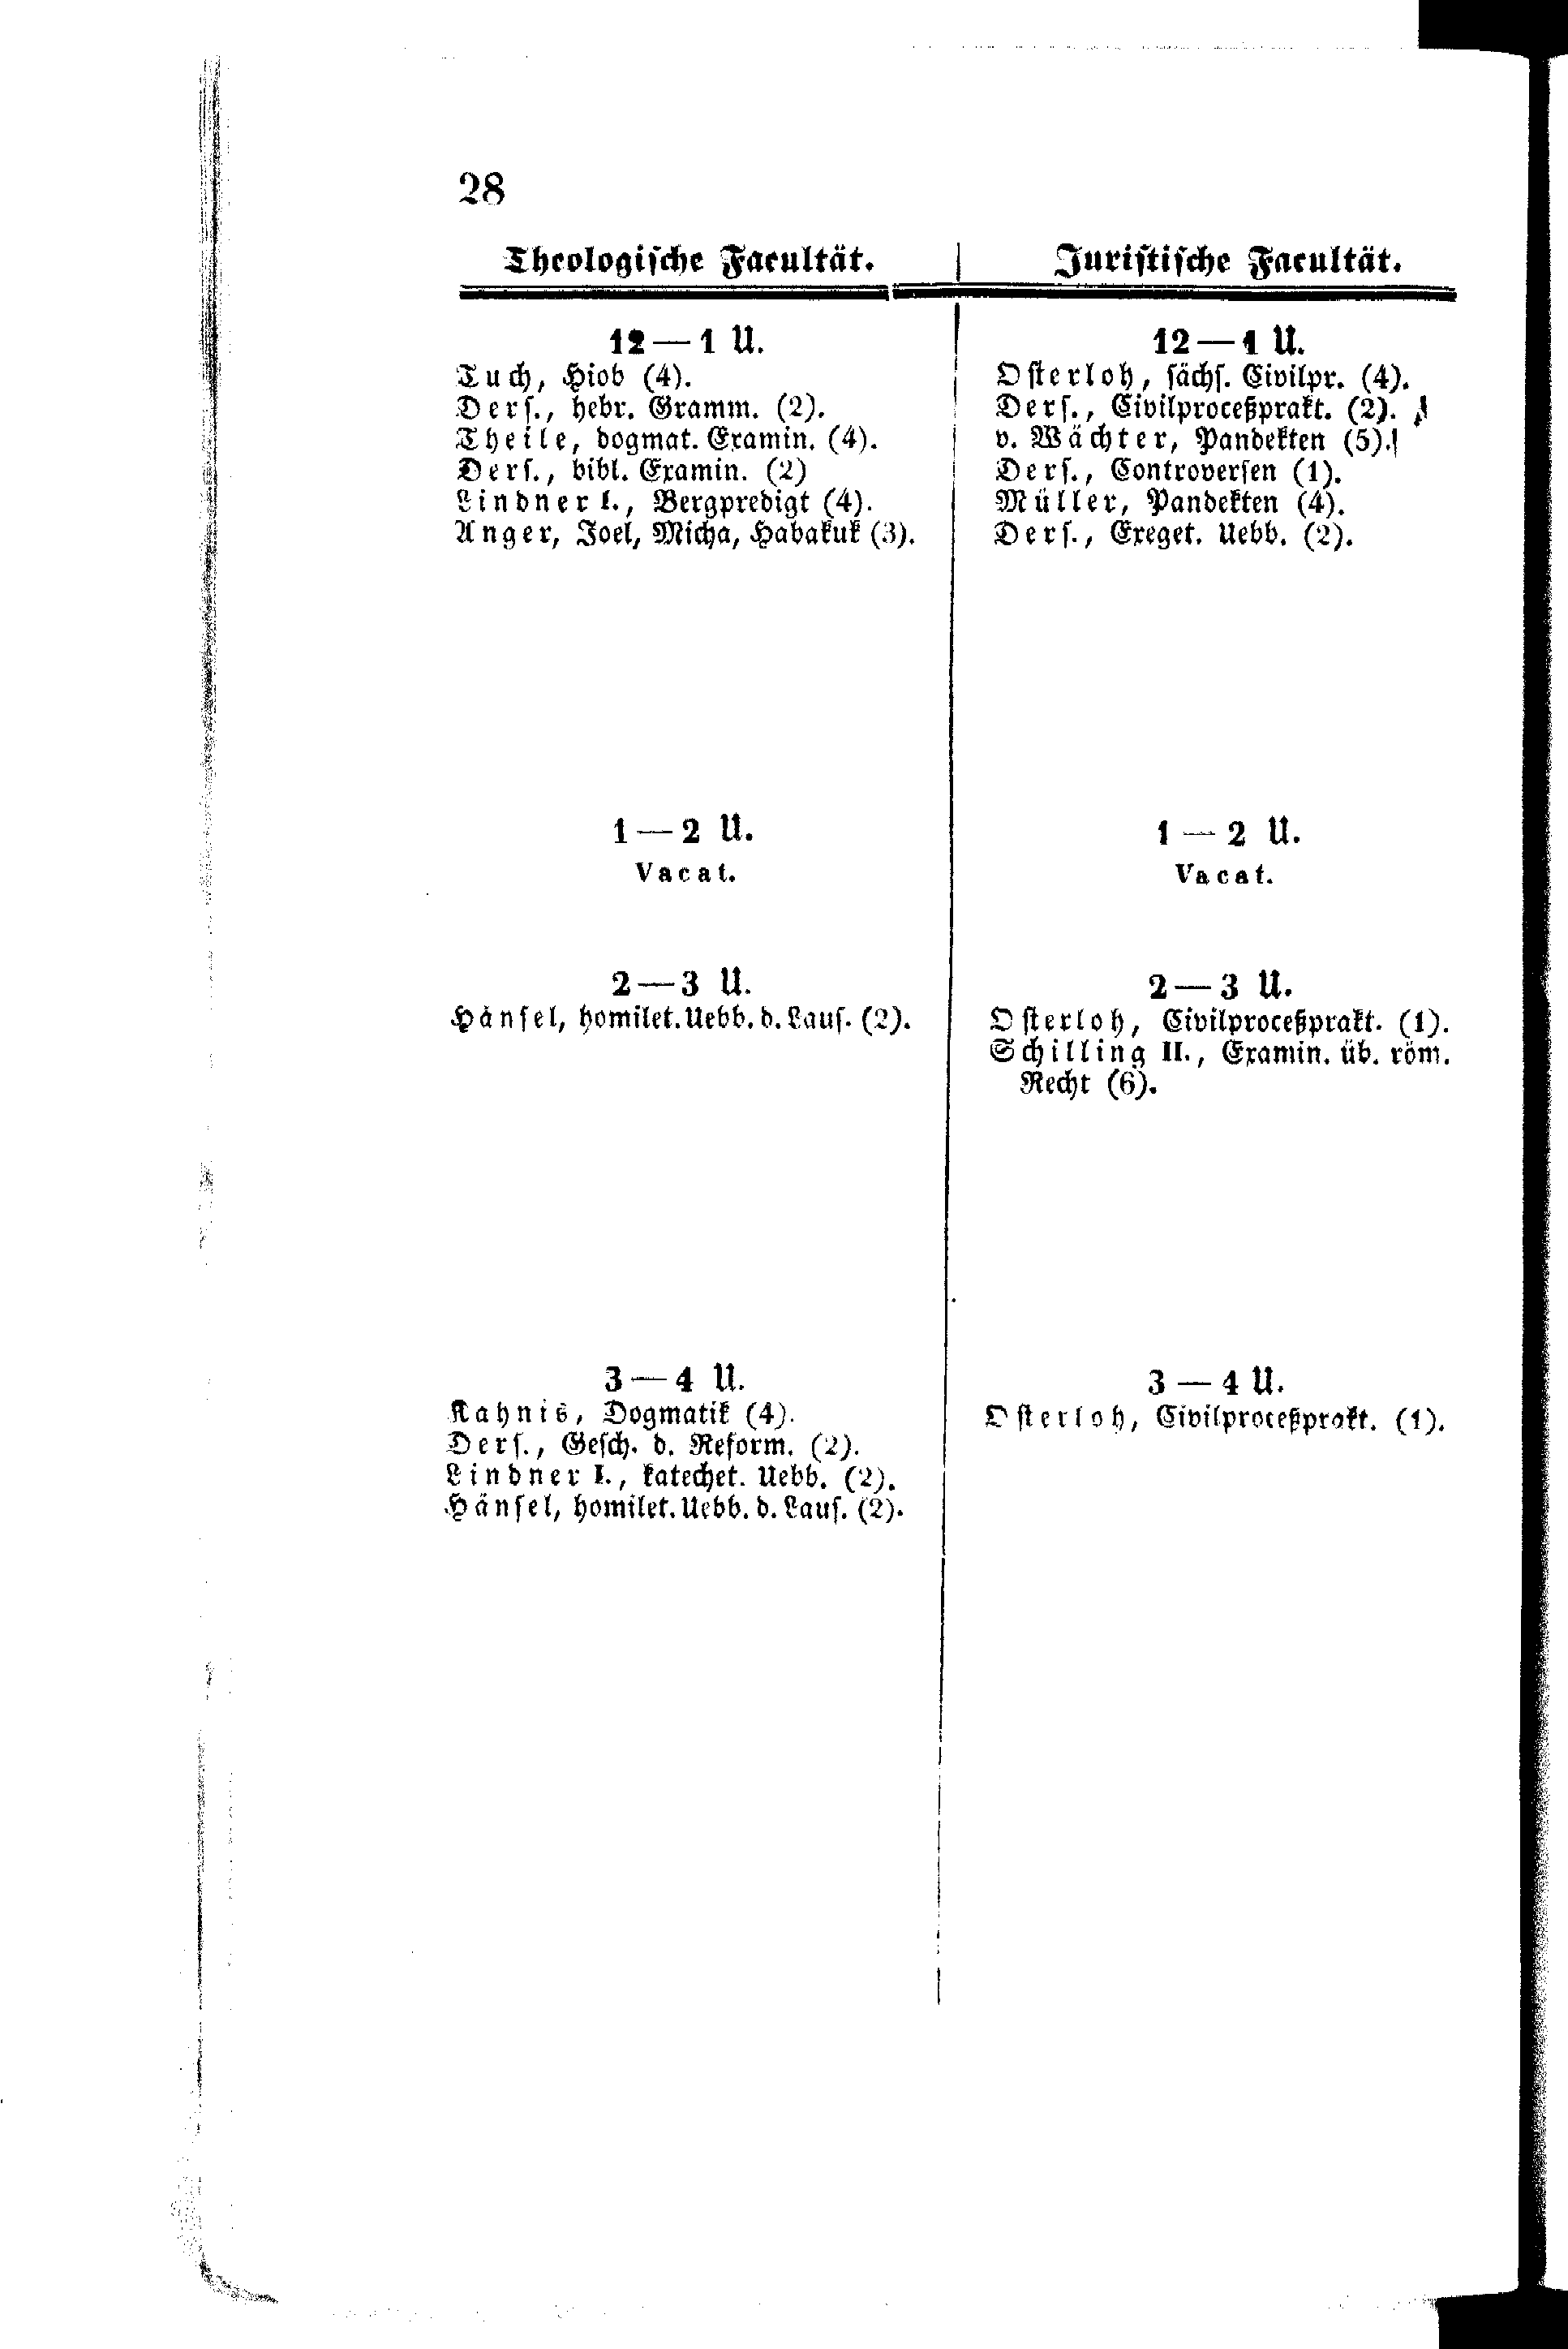 28
Theologische Facultät.
12 — 1 U.
Tuch, Hiob (4).
Ders., hebr. Gramm. (2).
Theile, dogmat. Examin. (4).
Ders., bibl. Examin. (2)
Lindner I., Bergpredigt (4).
Anger, Joel, Micha, Habakuk (3).
1 — 2 U.
Vacat.
2 — 3 U.
Hänsel, homilet. Uebb. d. Laus. (2).
3 — 4 U.
Kahnis, Dogmatik (4).
Ders., Gesch. d. Reform. (2).
Lindner I., katechet. Uebb. (2).
Hänsel, homilet. Uebb. d. Laus. (2).
Juristische Facultät.
12 — 1 U.
Osterloh, sächs. Civilpr. (4).
Ders., Civilproceßprakt. (2).
v. Wächter, Pandekten (5).
Ders., Controversen (1).
Müller, Pandekten (4).
Ders., Exeget. Uebb. (2).
1 — 2 U.
Vacat.
2 — 3 U.
Osterloh, Civilproceßprakt. (1).
Schilling II., Examin. üb. röm.
Recht (6).
3 — 4 U.
Osterloh, Civilproceßprakt. (1).